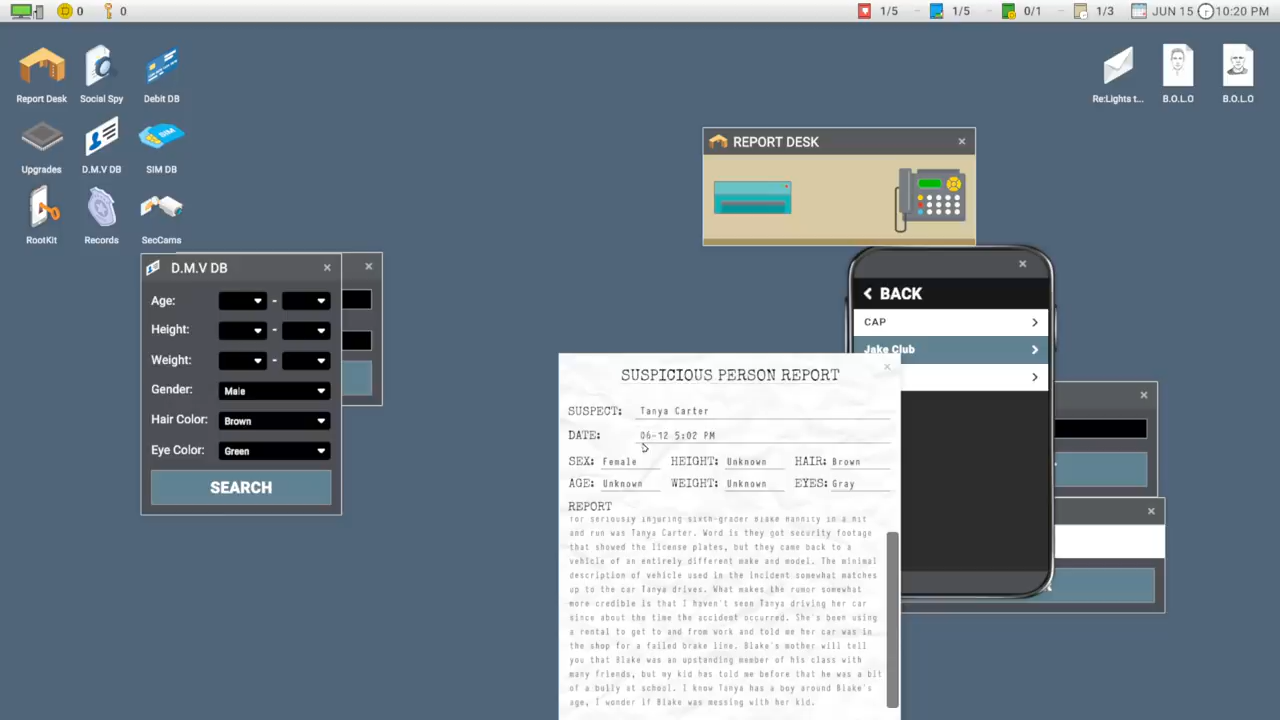 0
0
1/5
1/5
0/1
1/3
JUN 15 10:20 PM
Report Desk
Social Spy
Debit DB
Upgrades
D.M.V DB
SIM DB
RootKit
Records
SecCams
Re:Lights t...
B.O.L.O
B.O.L.O
REPORT DESK
D.M.V DB
Age: -
Height: -
Weight: -
Gender: Male
Hair Color: Brown
Eye Color: Green
SEARCH
BACK
CAP
Jake Club
SUSPICIOUS PERSON REPORT
SUSPECT: Tanya Carter
DATE: 06-12 5:02 PM
SEX: Female HEIGHT: Unknown HAIR: Brown
AGE: Unknown WEIGHT: Unknown EYES: Gray
REPORT
for seriously injuring sixth-grader Blake Hannity in a hit
and run was Tanya Carter. Word is they got security footage
that showed the license plates, but they came back to a
vehicle of an entirely different make and model. The minimal
description of vehicle used in the incident somewhat matches
up to the car Tanya drives. What makes the rumor somewhat
more credible is that I haven't seen Tanya driving her car
since about the time the accident occurred. She's been using
a rental to get to and from work and told me her car was in
the shop for a failed brake line. Blake's mother will tell
you that Blake was an upstanding member of his class with
many friends, but my kid has told me before that he was a bit
of a bully at school. I know Tanya has a boy around Blake's
age, I wonder if Blake was messing with her kid.